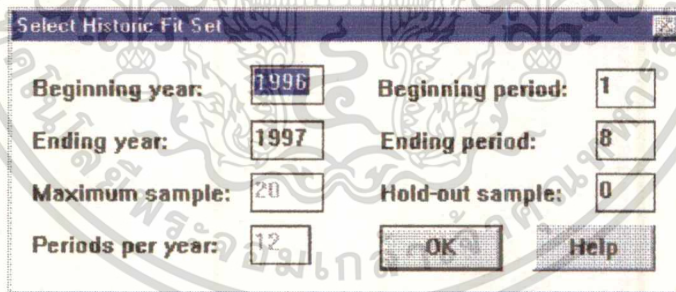 Select Historic Fit Set
Beginning year: 1996 Beginning period: 1
Ending year: 1997 Ending period: 8
Maximum sample: 20 Hold-out sample: 0
Periods per year: 12 OK Help